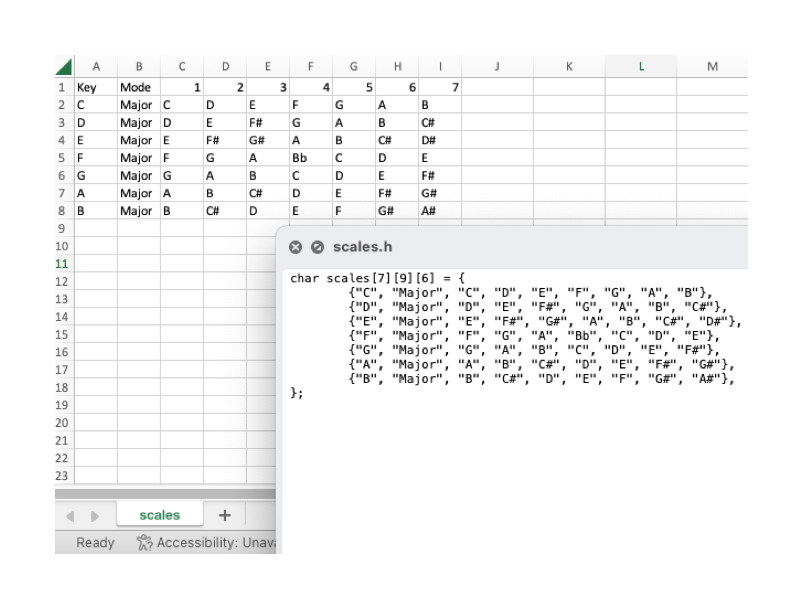 A B C D E F G H I J K L M
1 Key Mode 1 2 3 4 5 6 7
2 C Major C D E F G A B
3 D Major D E F# G A B C#
4 E Major E F# G# A B C# D#
5 F Major F G A Bb C D E
6 G Major G A B C D E F#
7 A Major A B C# D E F# G#
8 B Major B C# D E F G# A#
9
10
11
12
13
14
15
16
17
18
19
20
21
22
23
scales.h
char scales[7][9][6] = {
{"C", "Major", "C", "D", "E", "F", "G", "A", "B"},
{"D", "Major", "D", "E", "F#", "G", "A", "B", "C#"},
{"E", "Major", "E", "F#", "G#", "A", "B", "C#", "D#"},
{"F", "Major", "F", "G", "A", "Bb", "C", "D", "E"},
{"G", "Major", "G", "A", "B", "C", "D", "E", "F#"},
{"A", "Major", "A", "B", "C#", "D", "E", "F#", "G#"},
{"B", "Major", "B", "C#", "D", "E", "F", "G#", "A#"},
};
scales +
Ready Accessibility: Unava